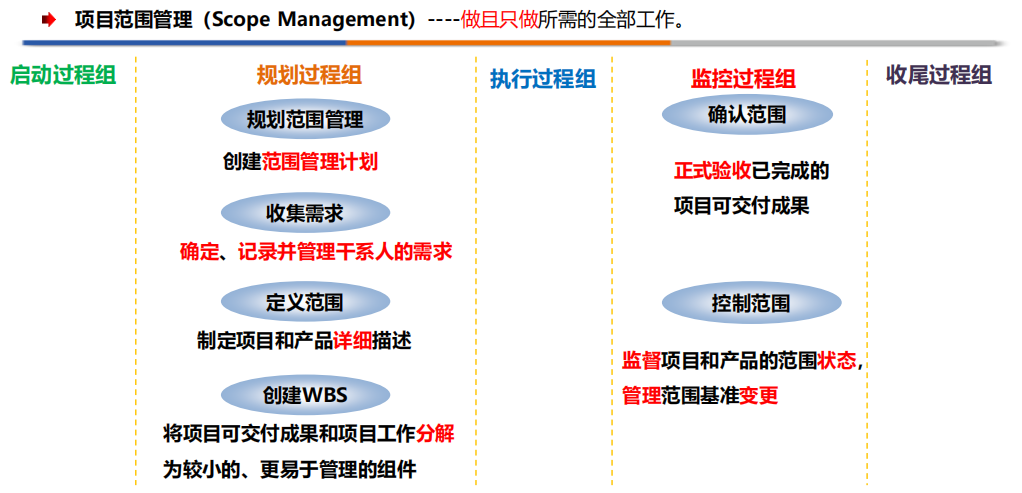 项目范围管理（Scope Management）----做且只做所需的全部工作。
启动过程组
规划过程组
执行过程组
监控过程组
收尾过程组
规划范围管理
创建范围管理计划
收集需求
确定、记录并管理干系人的需求
定义范围
制定项目和产品详细描述
创建WBS
将项目可交付成果和项目工作分解
为较小的、更易于管理的组件
确认范围
正式验收已完成的
项目可交付成果
控制范围
监督项目和产品的范围状态，
管理范围基准变更